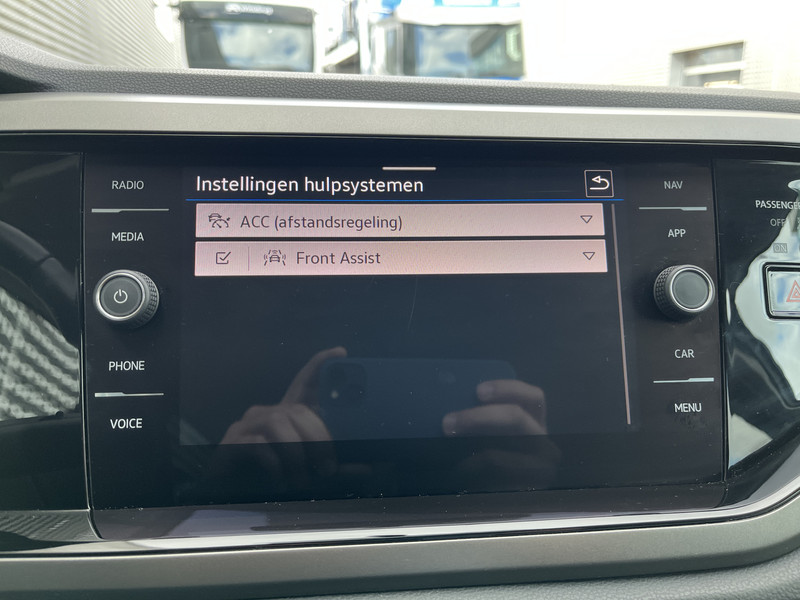 RADIO
MEDIA
PHONE
VOICE
Instellingen hulpsystemen
ACC (afstandsregeling)
Front Assist
NAV
APP
CAR
MENU
PASSENGER
OFF